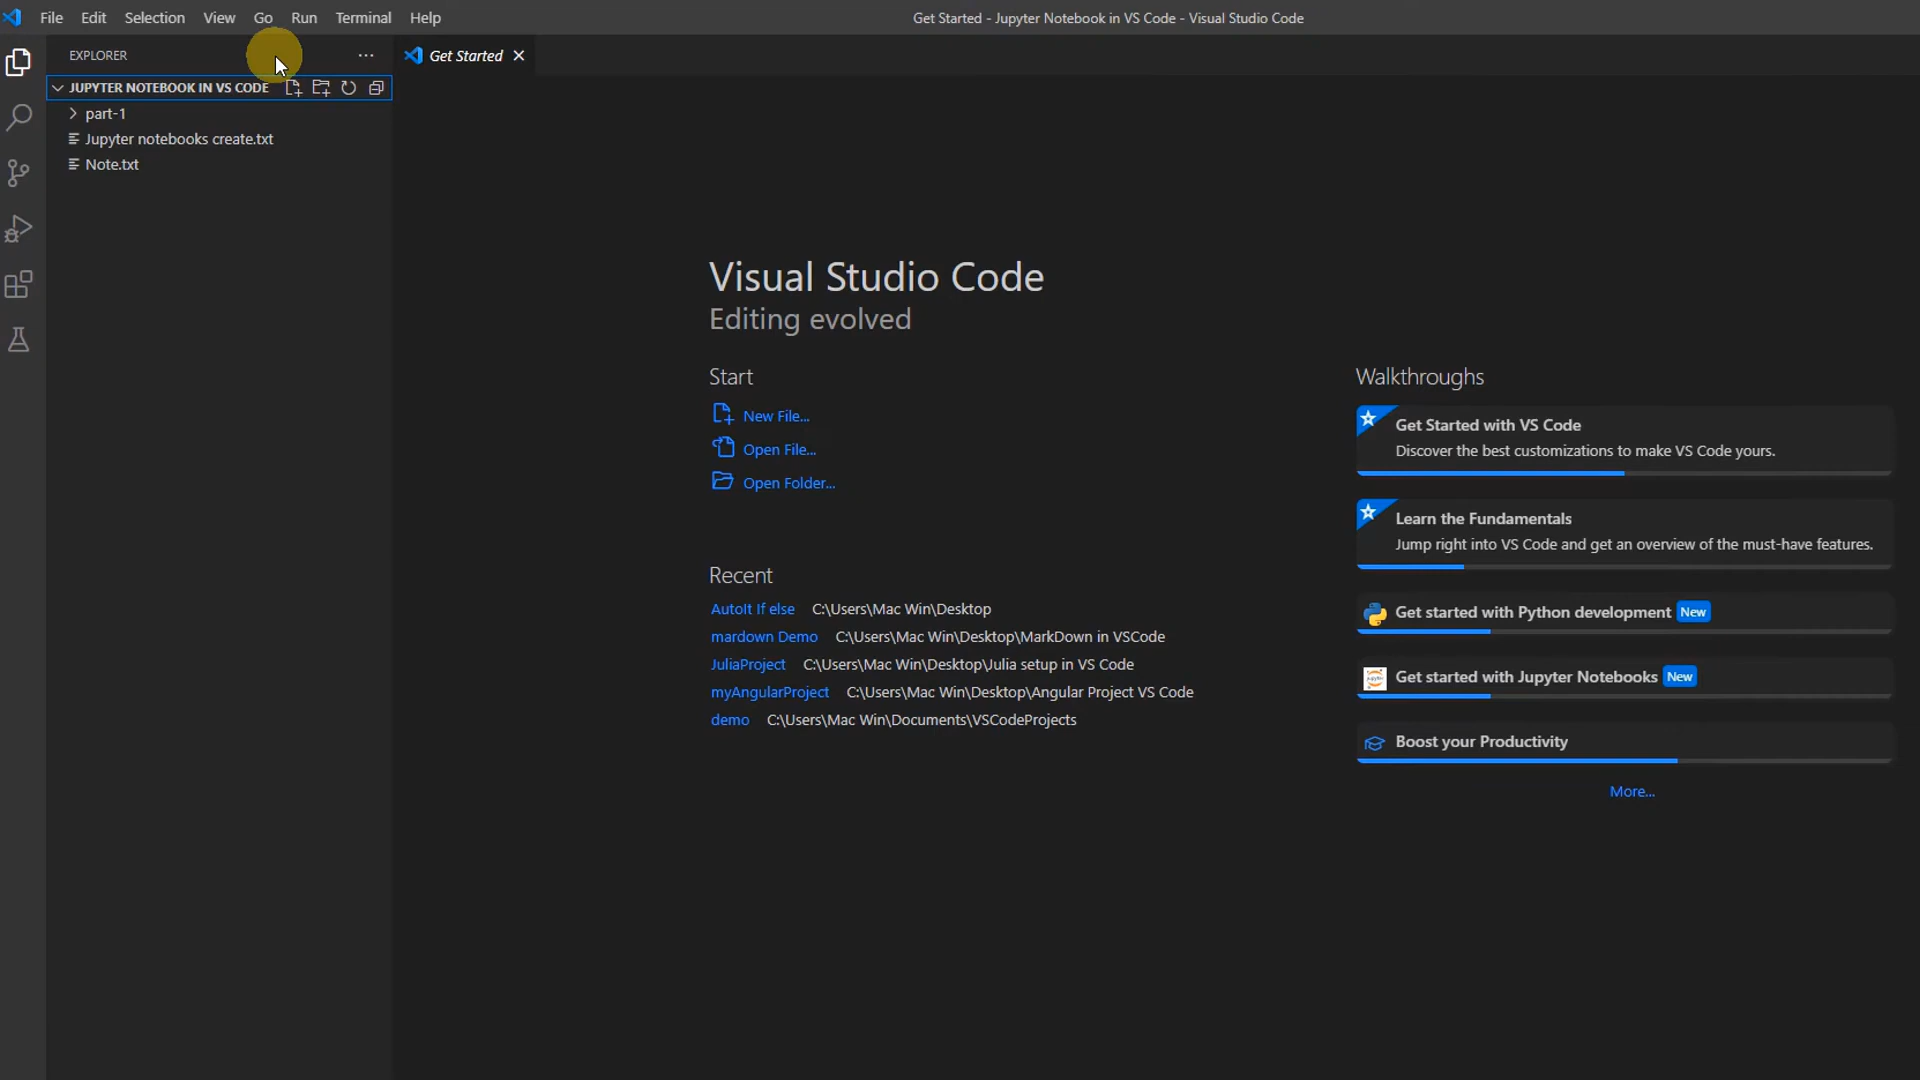 File Edit Selection View Go Run Terminal Help
Get Started - Jupyter Notebook in VS Code - Visual Studio Code
EXPLORER
Get Started
JUPYTER NOTEBOOK IN VS CODE
part-1
Jupyter notebooks create.txt
Note.txt
Visual Studio Code
Editing evolved
Start
New File...
Open File...
Open Folder...
Recent
AutoIt If else C:\Users\Mac Win\Desktop
mardown Demo C:\Users\Mac Win\Desktop\MarkDown in VSCode
JuliaProject C:\Users\Mac Win\Desktop\Julia setup in VS Code
myAngularProject C:\Users\Mac Win\Desktop\Angular Project VS Code
demo C:\Users\Mac Win\Documents\VSCodeProjects
Walkthroughs
Get Started with VS Code
Discover the best customizations to make VS Code yours.
Learn the Fundamentals
Jump right into VS Code and get an overview of the must-have features.
Get started with Python development New
Get started with Jupyter Notebooks New
Boost your Productivity
More...